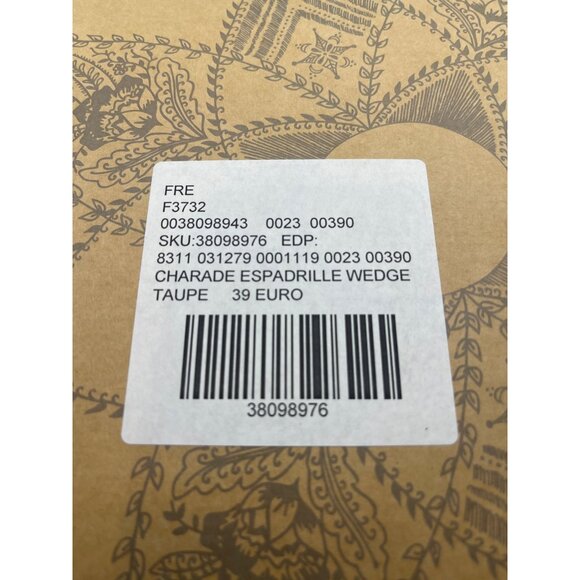 FRE
F3732
0038098943 0023 00390
SKU:38098976 EDP:
8311 031279 0001119 0023 00390
CHARADE ESPADRILLE WEDGE
TAUPE 39 EURO
38098976